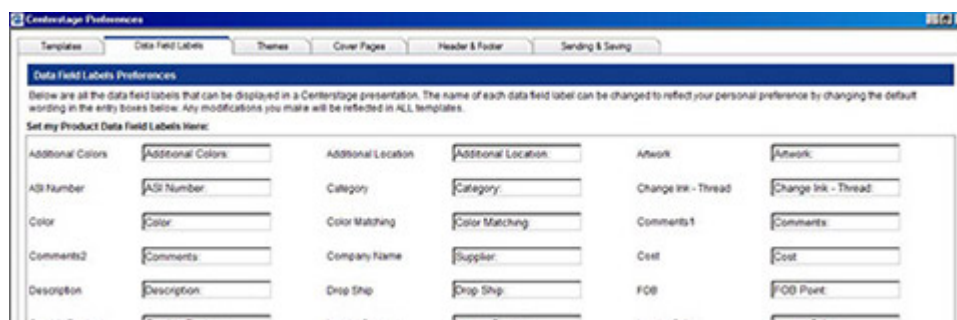 Centerstage Preferences
Templates Data Field Labels Themes Cover Pages Header & Footer Sending & Saving
Data Field Labels Preferences
Below are all the data field labels that can be displayed in a Centerstage presentation. The name of each data field label can be changed to reflect your personal preference by changing the default
wording in the entry boxes below. Any modifications you make will be reflected in ALL templates.
Set my Product Data Field Labels Here:
Additional Colors Additional Colors: Additional Location Additional Location: Artwork Artwork:
ASI Number ASI Number: Category Category: Change Ink - Thread Change Ink - Thread:
Color Color: Color Matching Color Matching: Comments1 Comments:
Comments2 Comments: Company Name Supplier: Cost Cost
Description Description: Drop Ship Drop Ship: FOB FOB Point: